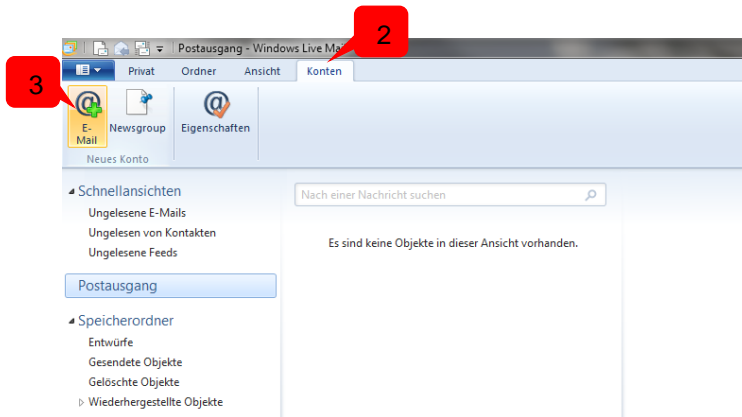 Postausgang - Windows Live Ma
2
Privat Ordner Ansicht Konten
3
E-Mail Newsgroup Eigenschaften
Neues Konto
Schnellansichten
Ungelesene E-Mails
Ungelesen von Kontakten
Ungelesene Feeds
Postausgang
Speicherordner
Entwürfe
Gesendete Objekte
Gelöschte Objekte
Wiederhergestellte Objekte
Nach einer Nachricht suchen
Es sind keine Objekte in dieser Ansicht vorhanden.